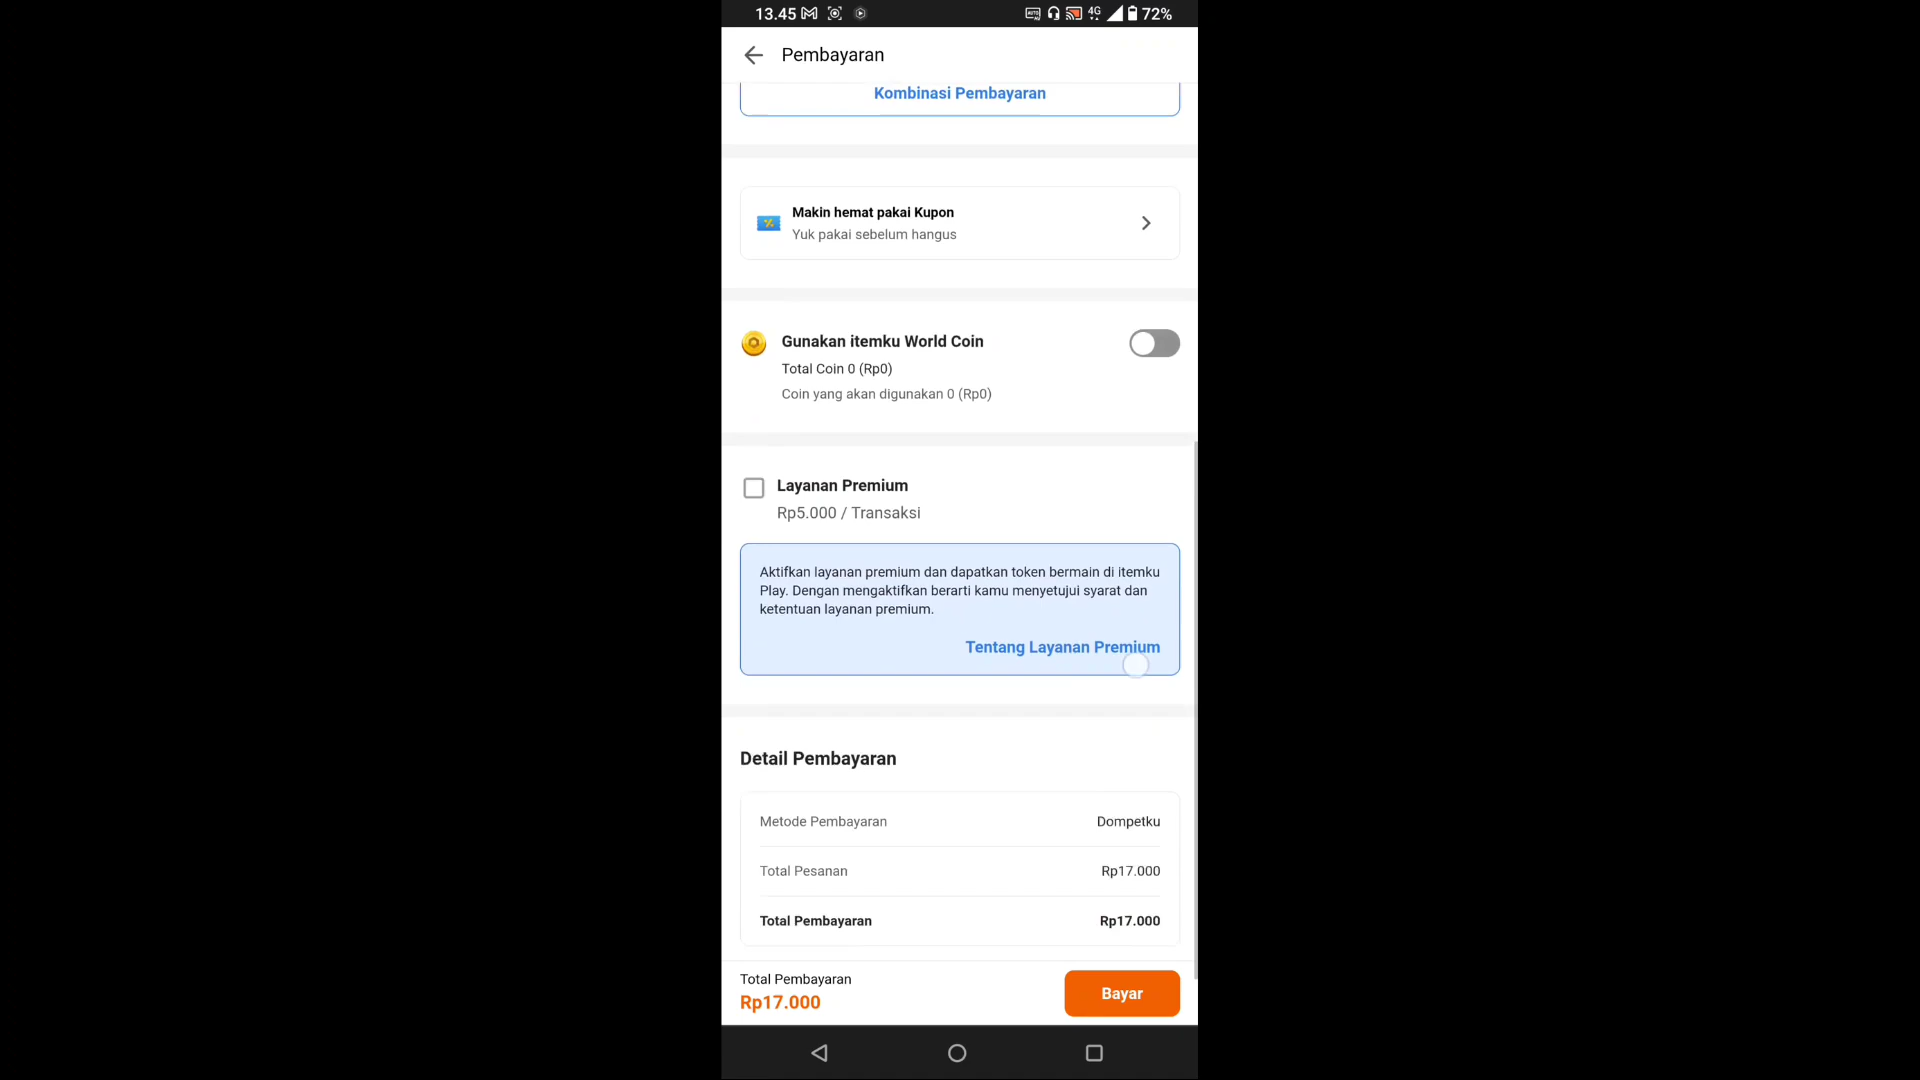 13.45
4G
72%
Pembayaran
Kombinasi Pembayaran
Makin hemat pakai Kupon
Yuk pakai sebelum hangus
Gunakan itemku World Coin
Total Coin 0 (Rp0)
Coin yang akan digunakan 0 (Rp0)
Layanan Premium
Rp5.000 / Transaksi
Aktifkan layanan premium dan dapatkan token bermain di itemku
Play. Dengan mengaktifkan berarti kamu menyetujui syarat dan
ketentuan layanan premium.
Tentang Layanan Premium
Detail Pembayaran
Metode Pembayaran Dompetku
Total Pesanan Rp17.000
Total Pembayaran Rp17.000
Total Pembayaran
Rp17.000
Bayar